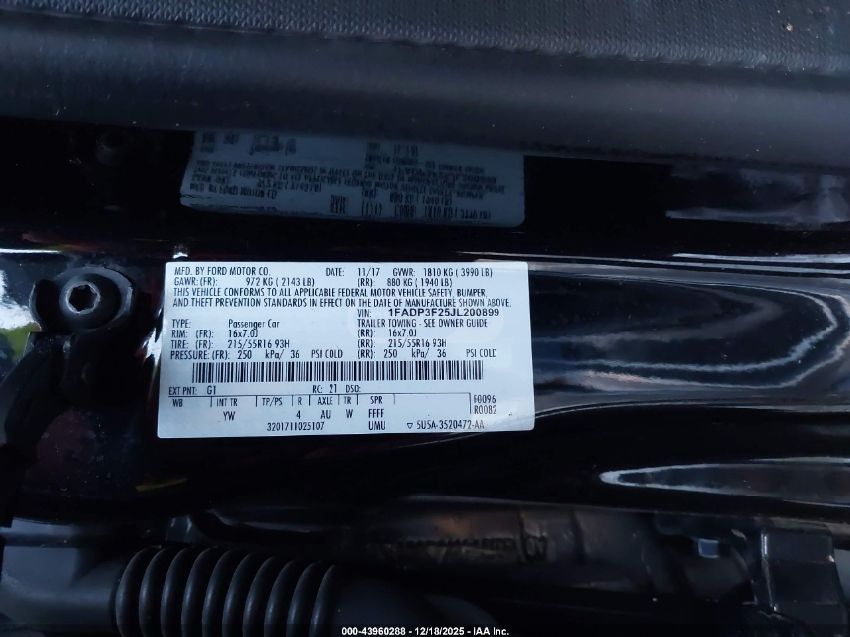 MFD. BY FORD MOTOR CO. DATE: 11/17 GVWR: 1810 KG ( 3990 LB)
GAWR: (FR): 972 KG ( 2143 LB) (RR): 880 KG ( 1940 LB)
THIS VEHICLE CONFORMS TO ALL APPLICABLE FEDERAL MOTOR VEHICLE SAFETY, BUMPER,
AND THEFT PREVENTION STANDARDS IN EFFECT ON THE DATE OF MANUFACTURE SHOWN ABOVE.
VIN: 1FADP3F25JL200899
TYPE: Passenger Car TRAILER TOWING - SEE OWNER GUIDE
RIM: (FR): 16x7.0J (RR): 16x7.0J
TIRE: (FR): 215/55R16 93H (RR): 215/55R16 93H
PRESSURE: (FR): 250 kPa/ 36 PSI COLD (RR): 250 kPa/ 36 PSI COLD
EXT PNT: G1 RC: 21 DSO:
WB INT TR TP/PS R AXLE TR SPR F0096
YW 4 AU W FFFF R0082
3201711025107 UMU ▽ 5U5A-3520472-AA
000-43960288 - 12/18/2025 - IAA Inc.